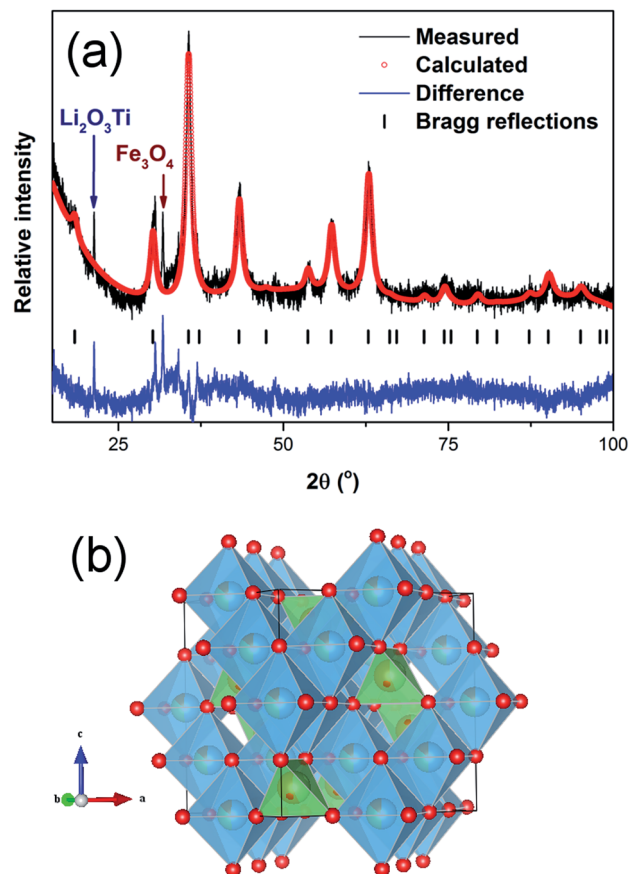 (a)
Measured
Calculated
Difference
Bragg reflections
Li₂O₃Ti
Fe₃O₄
Relative intensity
25 50 75 100
2θ (°)
(b)
c
b a